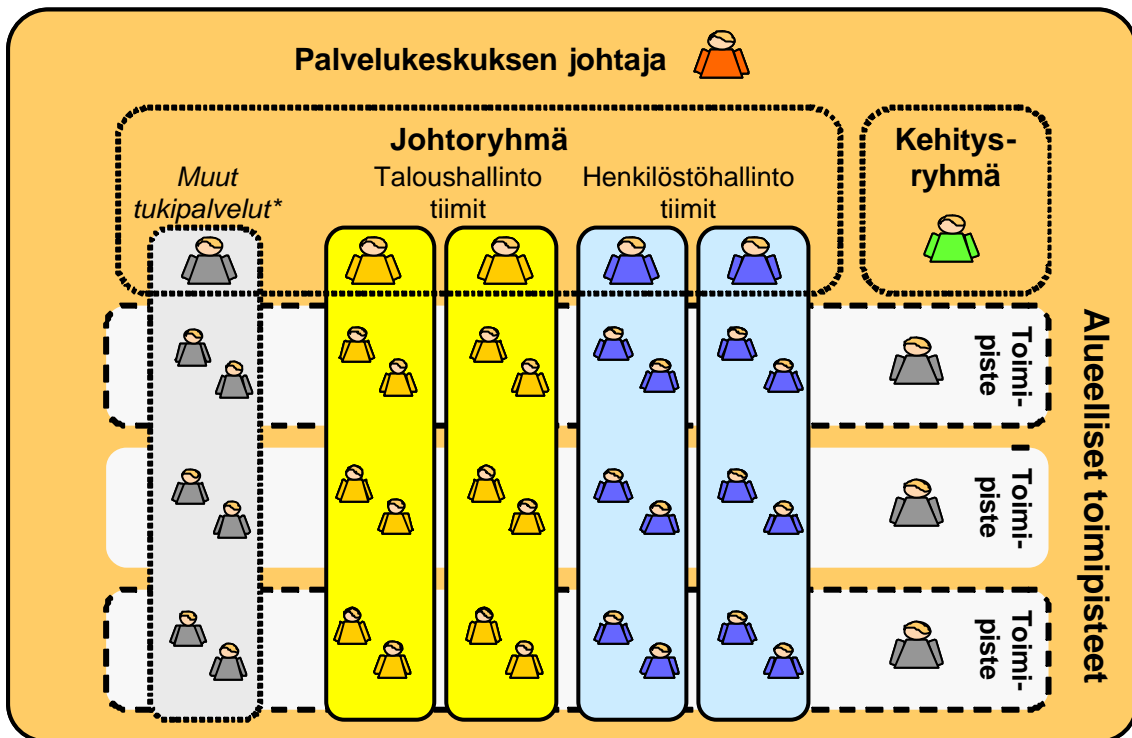 Palvelukeskuksen johtaja
Johtoryhmä
Muut
tukipalvelut*
Taloushallinto
tiimit
Henkilöstöhallinto
tiimit
Kehitys-
ryhmä
Toimi-
piste
Toimi-
piste
Toimi-
piste
Alueelliset toimipisteet